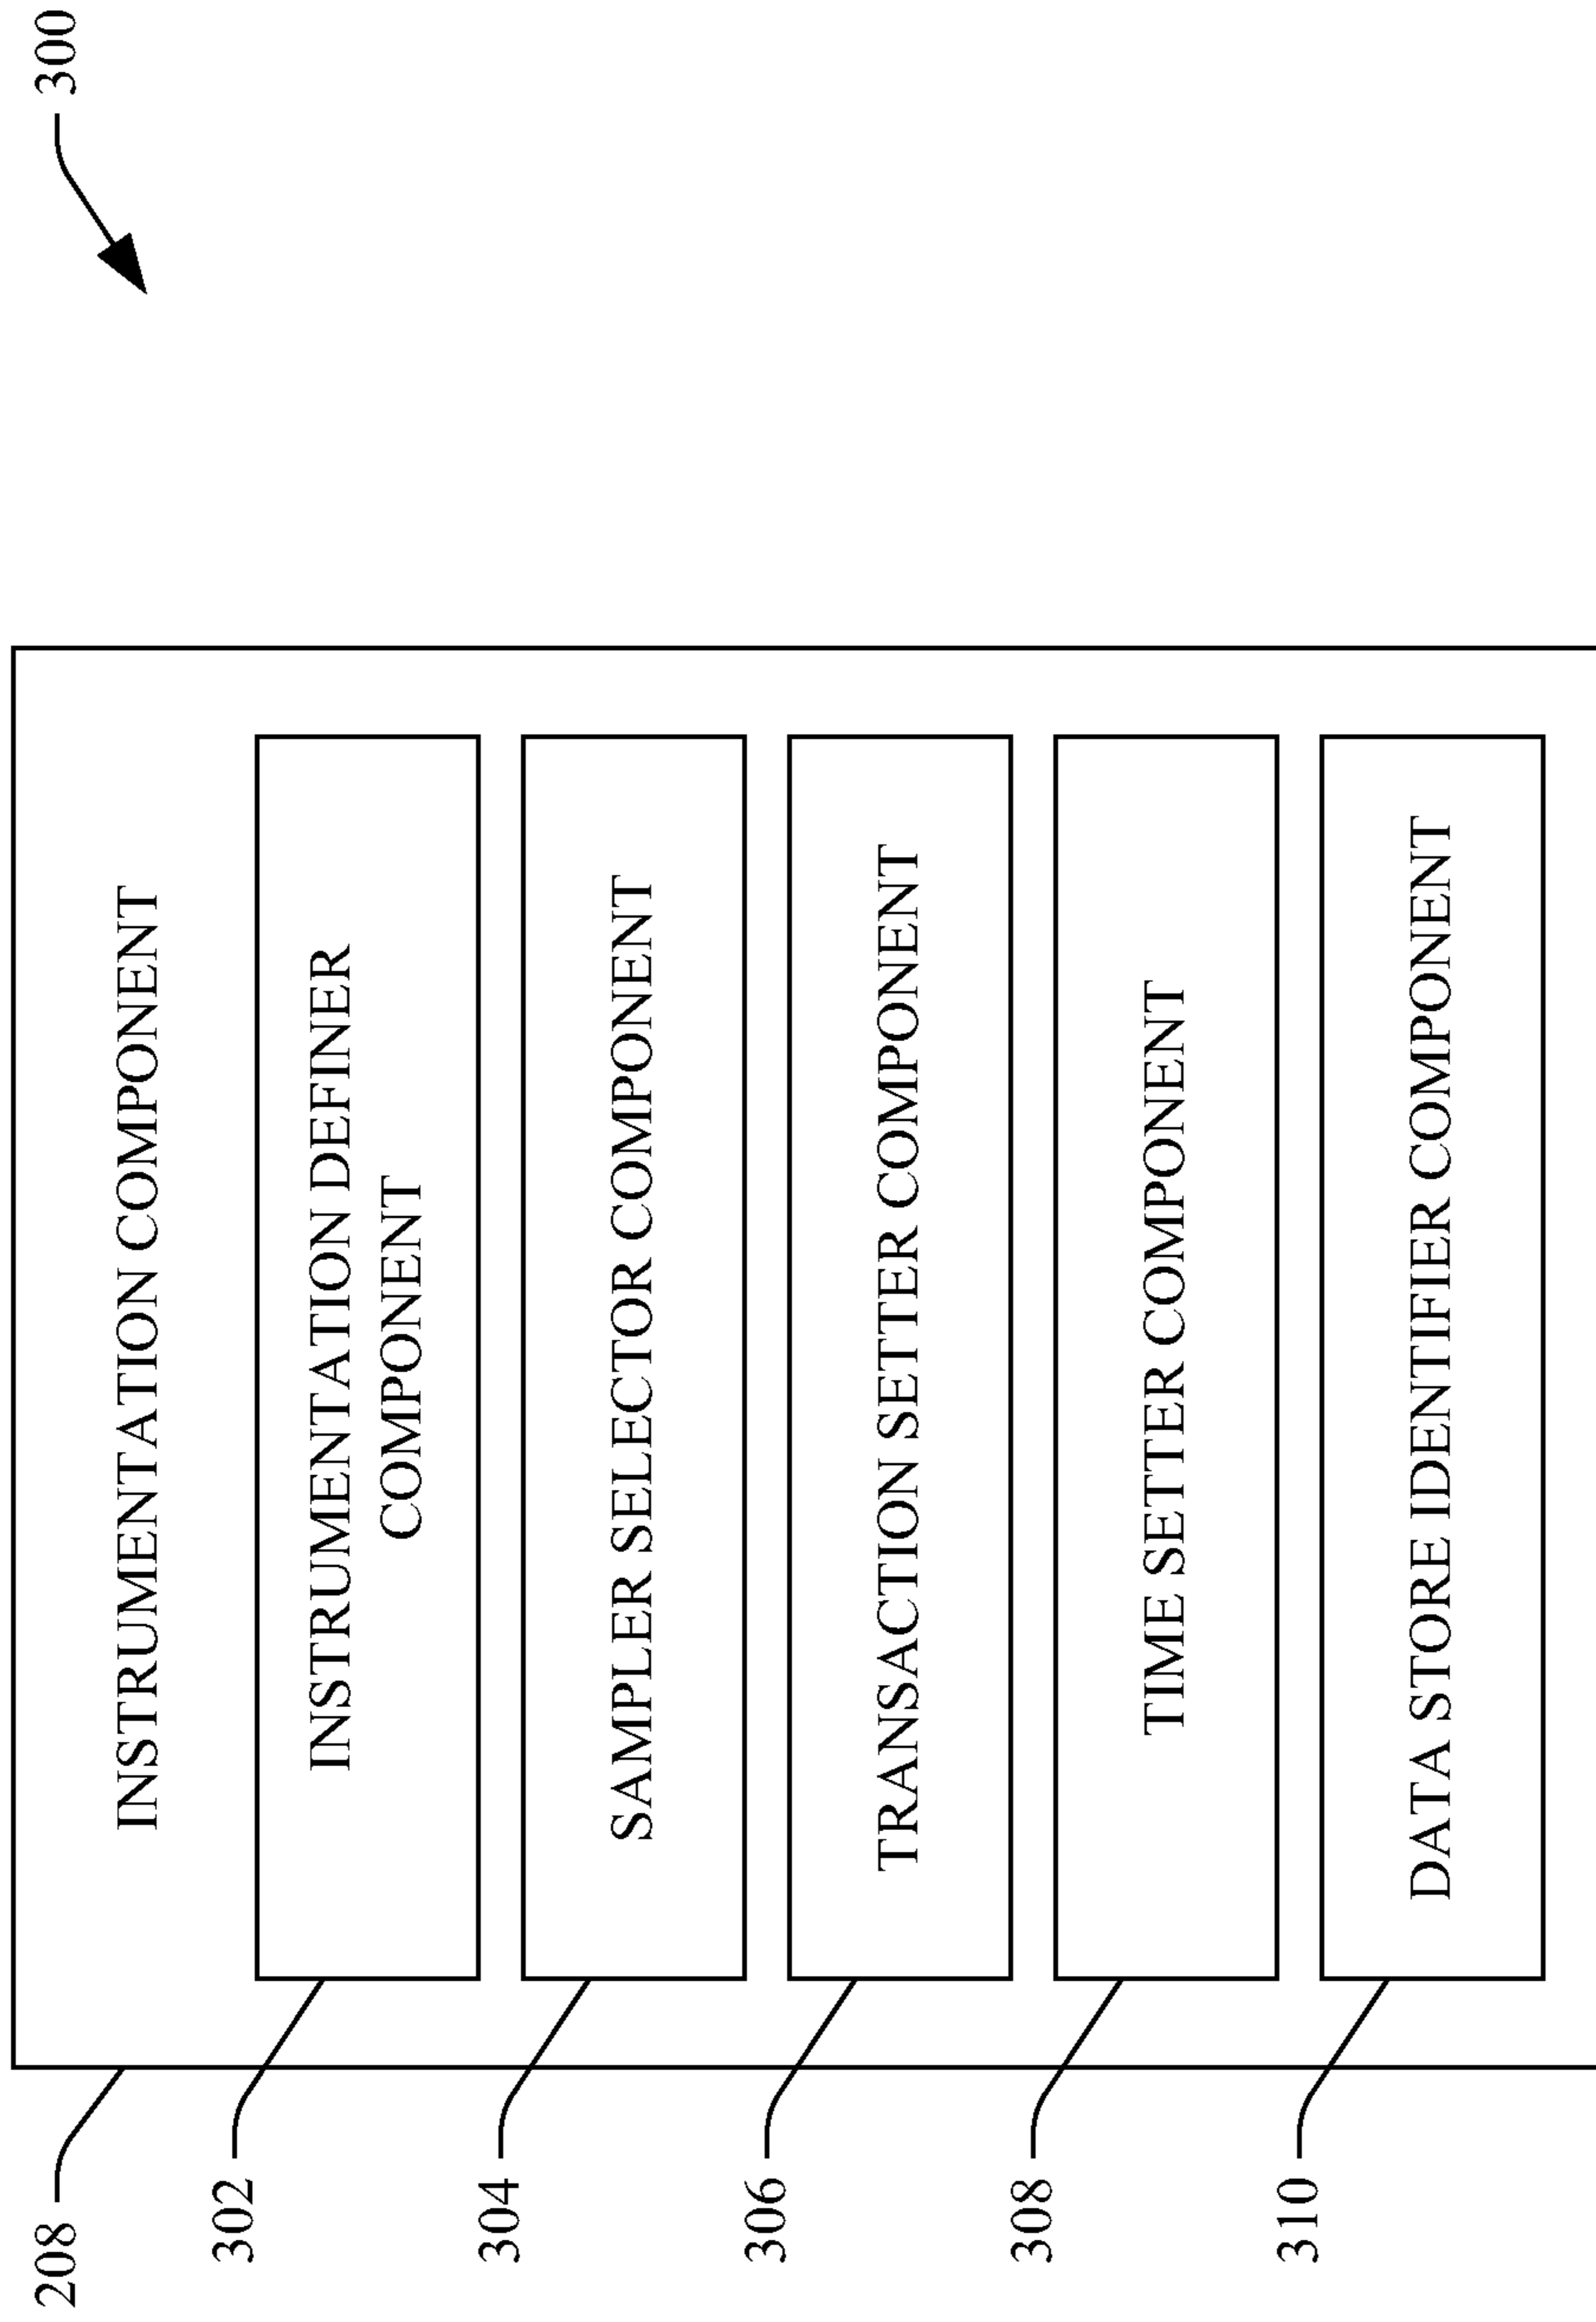 300
208
INSTRUMENTATION COMPONENT
302
INSTRUMENTATION DEFINER
COMPONENT
304
SAMPLER SELECTOR COMPONENT
306
TRANSACTION SETTER COMPONENT
308
TIME SETTER COMPONENT
310
DATA STORE IDENTIFIER COMPONENT